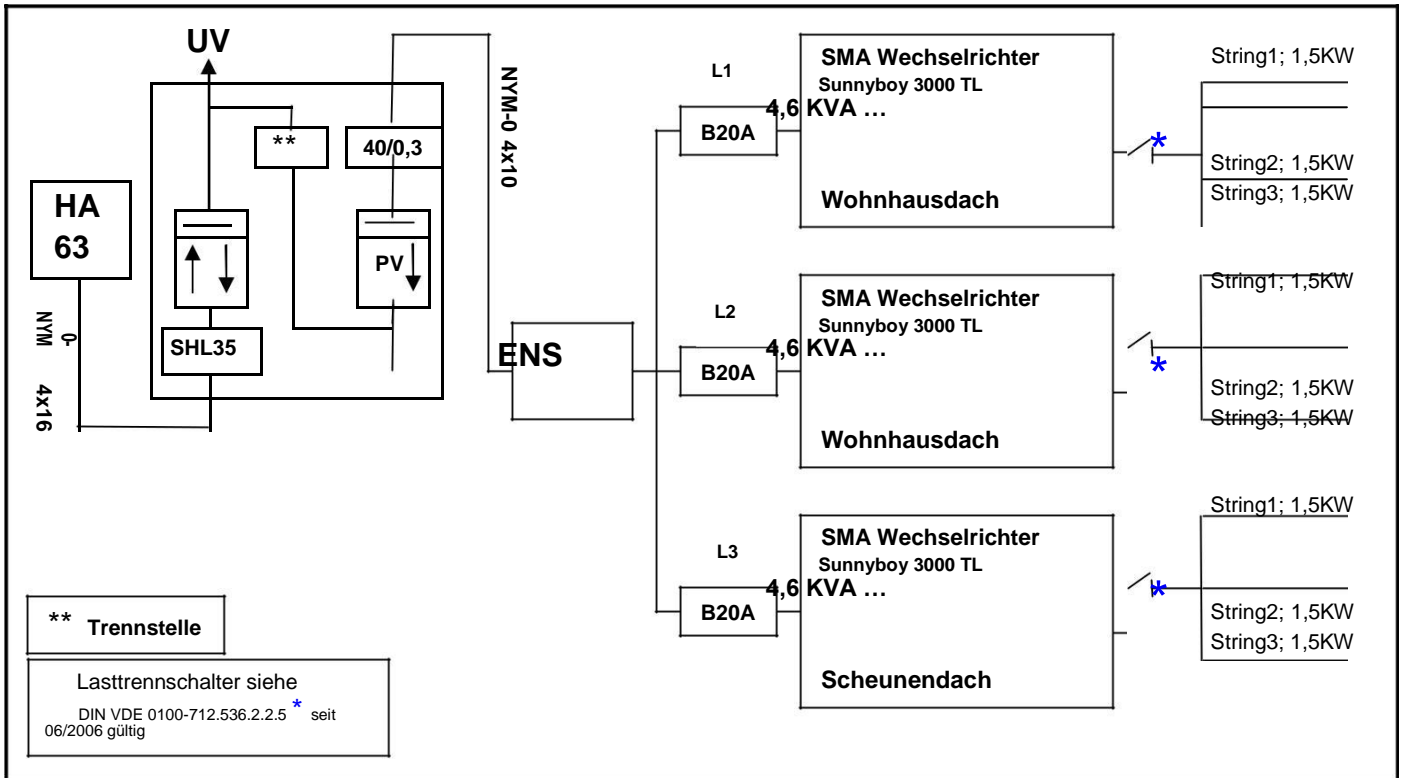 UV
**
40/0,3
HA
63
PV
SHL35
NYM
0-
4x16
NYM-0 4x10
ENS
L1
B20A
SMA Wechselrichter
Sunnyboy 3000 TL
4,6 KVA ...
Wohnhausdach
*
String1; 1,5KW
String2; 1,5KW
String3; 1,5KW
L2
B20A
SMA Wechselrichter
Sunnyboy 3000 TL
4,6 KVA ...
Wohnhausdach
*
String1; 1,5KW
String2; 1,5KW
String3; 1,5KW
L3
B20A
SMA Wechselrichter
Sunnyboy 3000 TL
4,6 KVA ...
Scheunendach
*
String1; 1,5KW
String2; 1,5KW
String3; 1,5KW
** Trennstelle
Lasttrennschalter siehe
DIN VDE 0100-712.536.2.2.5 * seit
06/2006 gültig